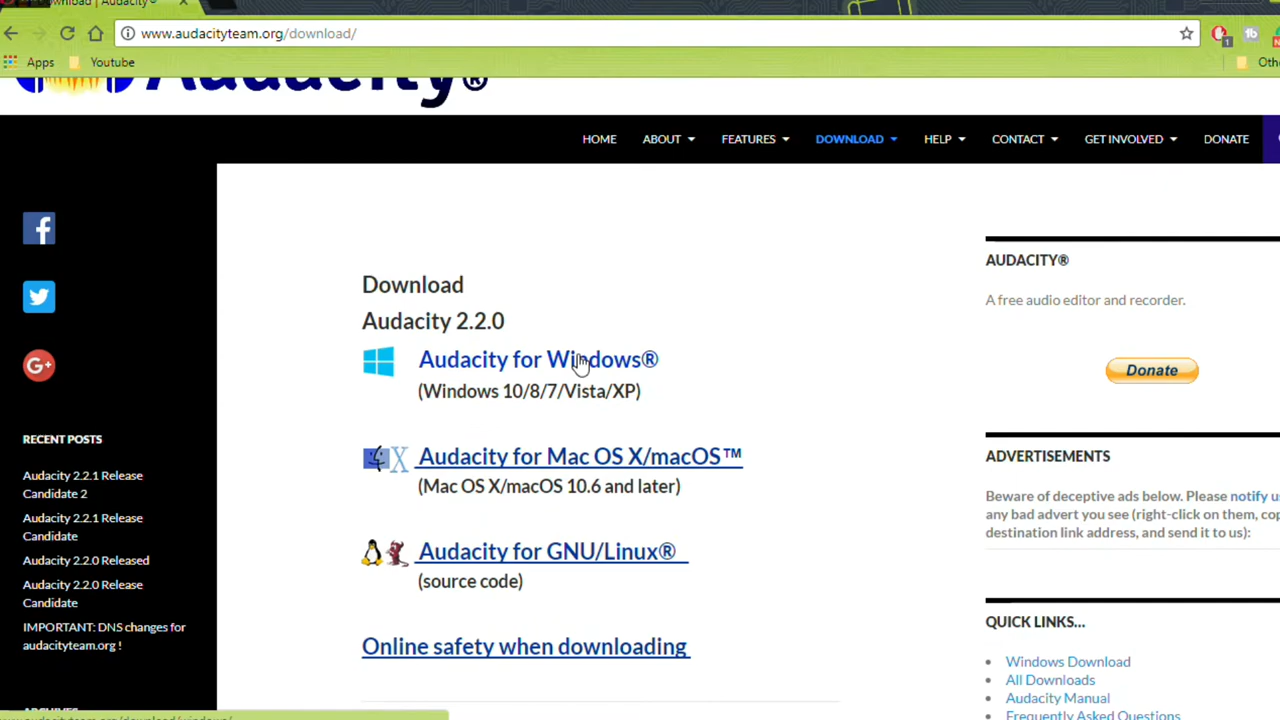 Download | Audacity®
www.audacityteam.org/download/
Apps
Youtube
Audacity®
HOME
ABOUT
FEATURES
DOWNLOAD
HELP
CONTACT
GET INVOLVED
DONATE
Download
Audacity 2.2.0
Audacity for Windows®
(Windows 10/8/7/Vista/XP)
Audacity for Mac OS X/macOS™
(Mac OS X/macOS 10.6 and later)
Audacity for GNU/Linux®
(source code)
Online safety when downloading
RECENT POSTS
Audacity 2.2.1 Release
Candidate 2
Audacity 2.2.1 Release
Candidate
Audacity 2.2.0 Released
Audacity 2.2.0 Release
Candidate
IMPORTANT: DNS changes for
audacityteam.org !
ARCHIVES
AUDACITY®
A free audio editor and recorder.
Donate
ADVERTISEMENTS
Beware of deceptive ads below. Please notify u
any bad advert you see (right-click on them, cop
destination link address, and send it to us):
QUICK LINKS...
Windows Download
All Downloads
Audacity Manual
Frequently Asked Questions